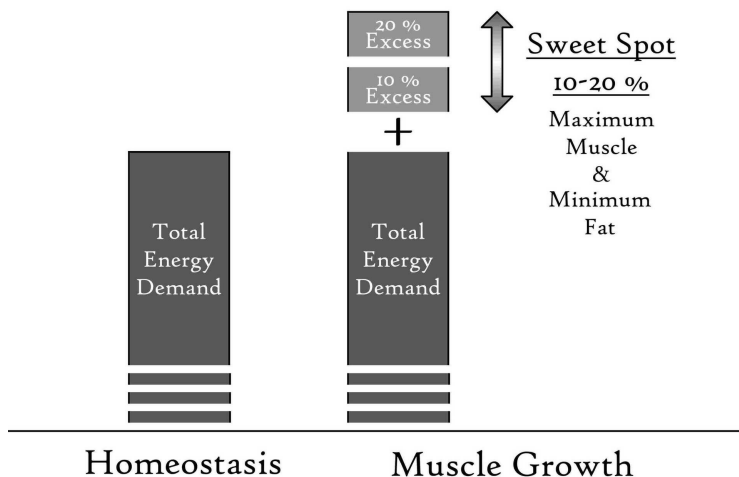 20 %
Excess
10 %
Excess
+
Sweet Spot
10-20 %
Maximum
Muscle
&
Minimum
Fat
Total
Energy
Demand
Total
Energy
Demand
Homeostasis
Muscle Growth